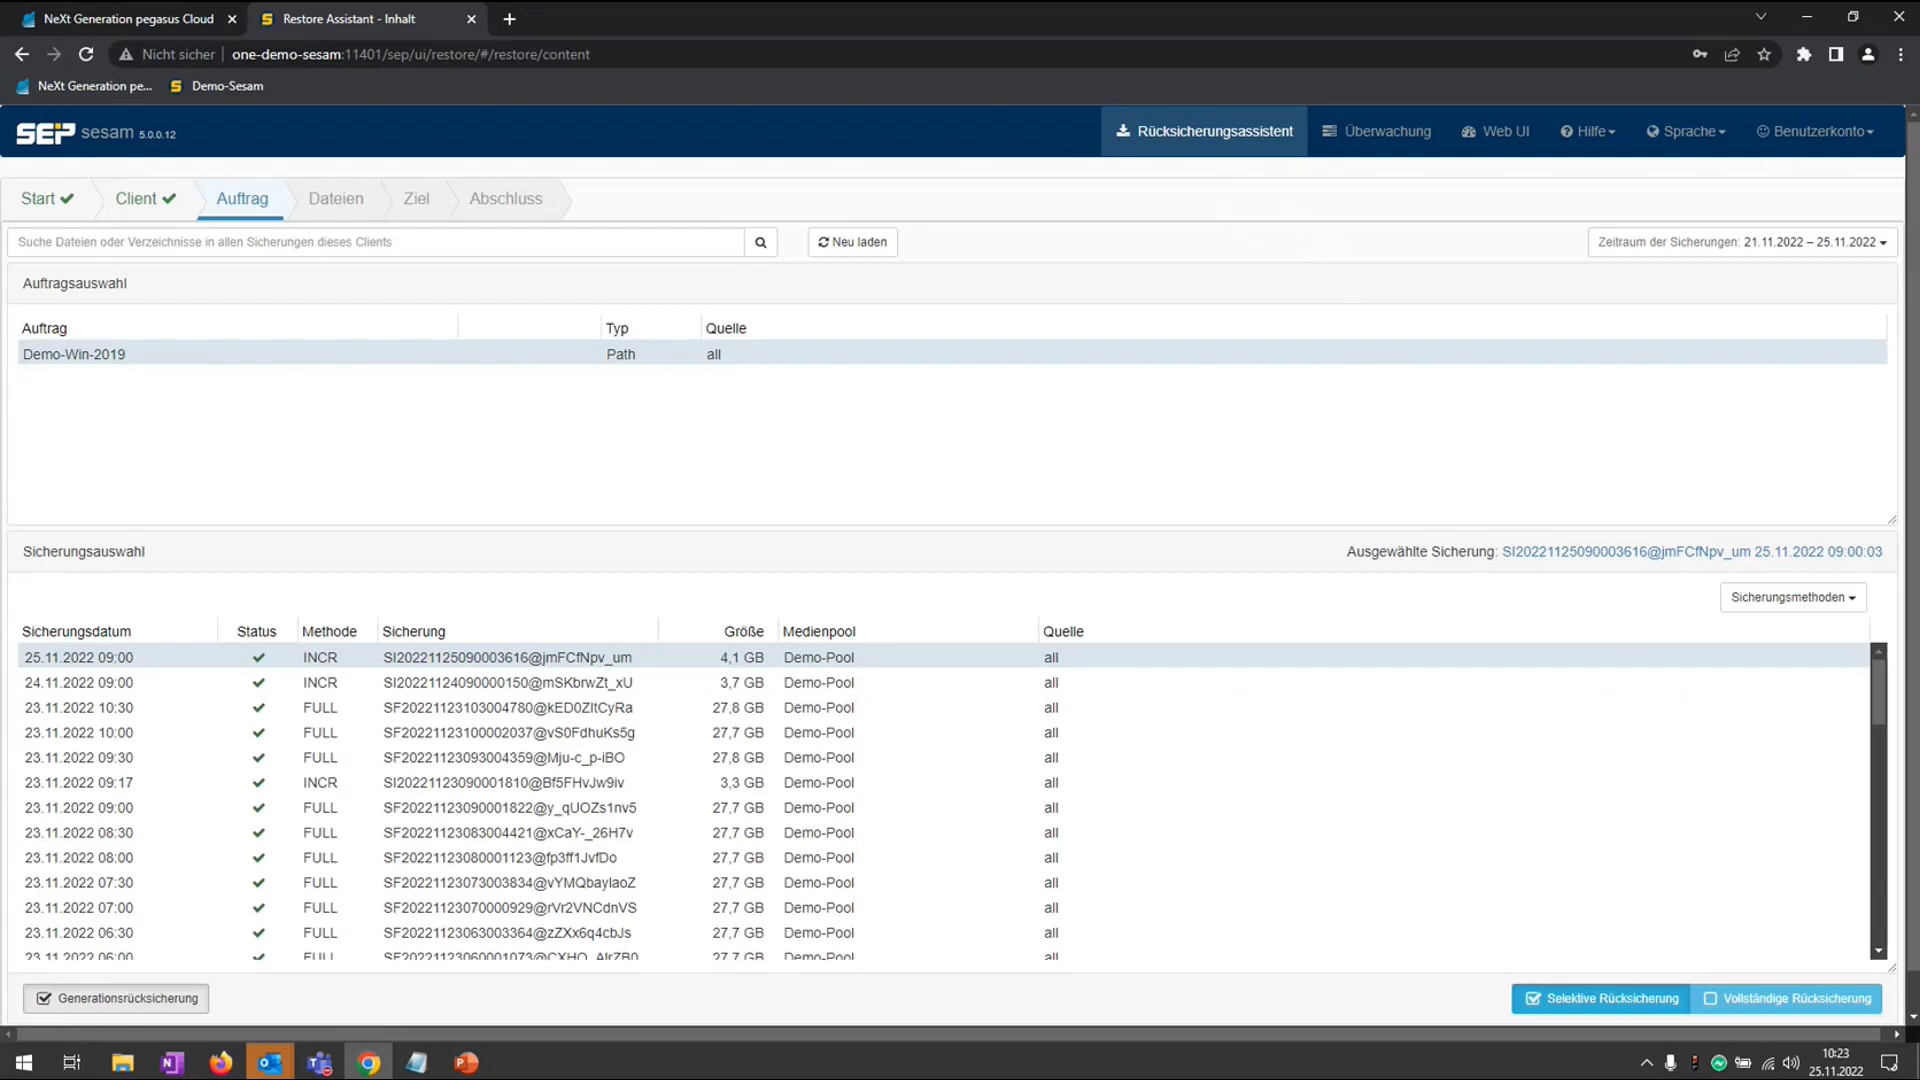 NeXt Generation pegasus Cloud
Restore Assistant - Inhalt
Nicht sicher
one-demo-sesam:11401/sep/ui/restore/#/restore/content
NeXt Generation pe...
Demo-Sesam
SEP sesam 5.0.0.12
Rücksicherungsassistent
Überwachung
Web UI
Hilfe
Sprache
Benutzerkonto
Start
Client
Auftrag
Dateien
Ziel
Abschluss
Suche Dateien oder Verzeichnisse in allen Sicherungen dieses Clients
Neu laden
Zeitraum der Sicherungen: 21.11.2022 – 25.11.2022
Auftragsauswahl
Auftrag Typ Quelle
Demo-Win-2019 Path all
Sicherungsauswahl
Ausgewählte Sicherung: SI20221125090003616@jmFCfNpv_um 25.11.2022 09:00:03
Sicherungsmethoden
Sicherungsdatum Status Methode Sicherung Größe Medienpool Quelle
25.11.2022 09:00 INCR SI20221125090003616@jmFCfNpv_um 4,1 GB Demo-Pool all
24.11.2022 09:00 INCR SI20221124090000150@mSKbrwZt_xU 3,7 GB Demo-Pool all
23.11.2022 10:30 FULL SF20221123103004780@kED0ZItCyRa 27,8 GB Demo-Pool all
23.11.2022 10:00 FULL SF20221123100002037@vS0FdhuKs5g 27,7 GB Demo-Pool all
23.11.2022 09:30 FULL SF20221123093004359@Mju-c_p-iBO 27,8 GB Demo-Pool all
23.11.2022 09:17 INCR SI20221123090001810@Bf5FHvJw9iv 3,3 GB Demo-Pool all
23.11.2022 09:00 FULL SF20221123090001822@y_qUOZs1nv5 27,7 GB Demo-Pool all
23.11.2022 08:30 FULL SF20221123083004421@xCaY-_26H7v 27,7 GB Demo-Pool all
23.11.2022 08:00 FULL SF20221123080001123@fp3ff1JvfDo 27,7 GB Demo-Pool all
23.11.2022 07:30 FULL SF20221123073003834@vYMQbaylaoZ 27,7 GB Demo-Pool all
23.11.2022 07:00 FULL SF20221123070000929@rVr2VNCdnVS 27,7 GB Demo-Pool all
23.11.2022 06:30 FULL SF20221123063003364@zZXx6q4cbJs 27,7 GB Demo-Pool all
23.11.2022 06:00 FULL SF20221123060001073@CXHO_AlrZB0 27,7 GB Demo-Pool all
Generationsrücksicherung
Selektive Rücksicherung
Vollständige Rücksicherung
10:23
25.11.2022